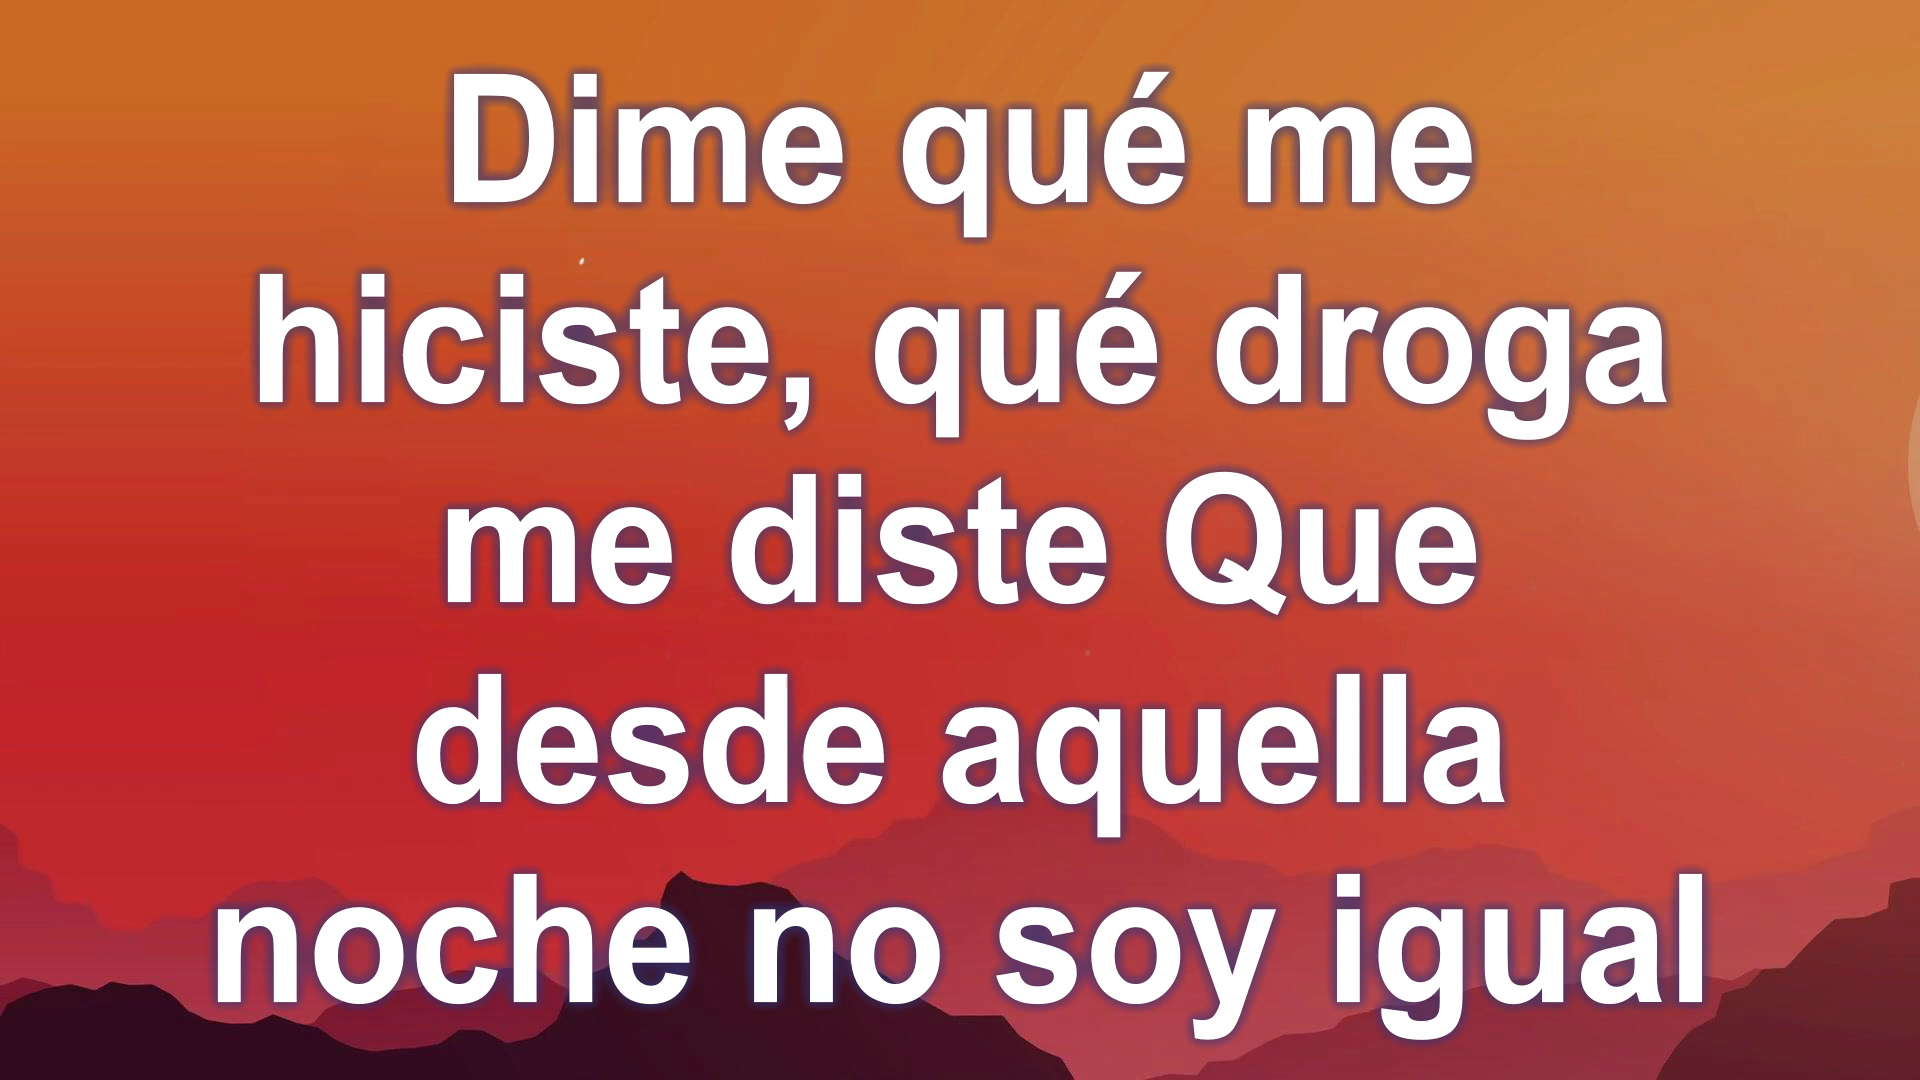 Dime qué me
hiciste, qué droga
me diste Que
desde aquella
noche no soy igual